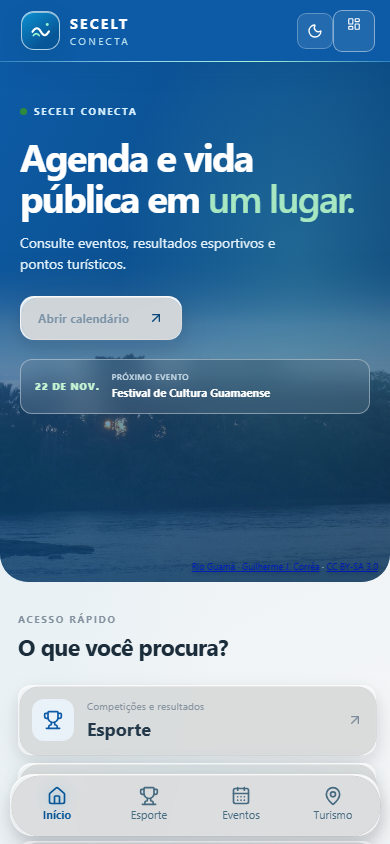 SECELT
CONECTA
SECELT CONECTA
Agenda e vida
pública em um lugar.
Consulte eventos, resultados esportivos e
pontos turísticos.
Abrir calendário
22 DE NOV.
PRÓXIMO EVENTO
Festival de Cultura Guamaense
Rio Guamá · Guilherme J. Corrêa · CC BY-SA 3.0
ACESSO RÁPIDO
O que você procura?
Competições e resultados
Esporte
Início
Esporte
Eventos
Turismo